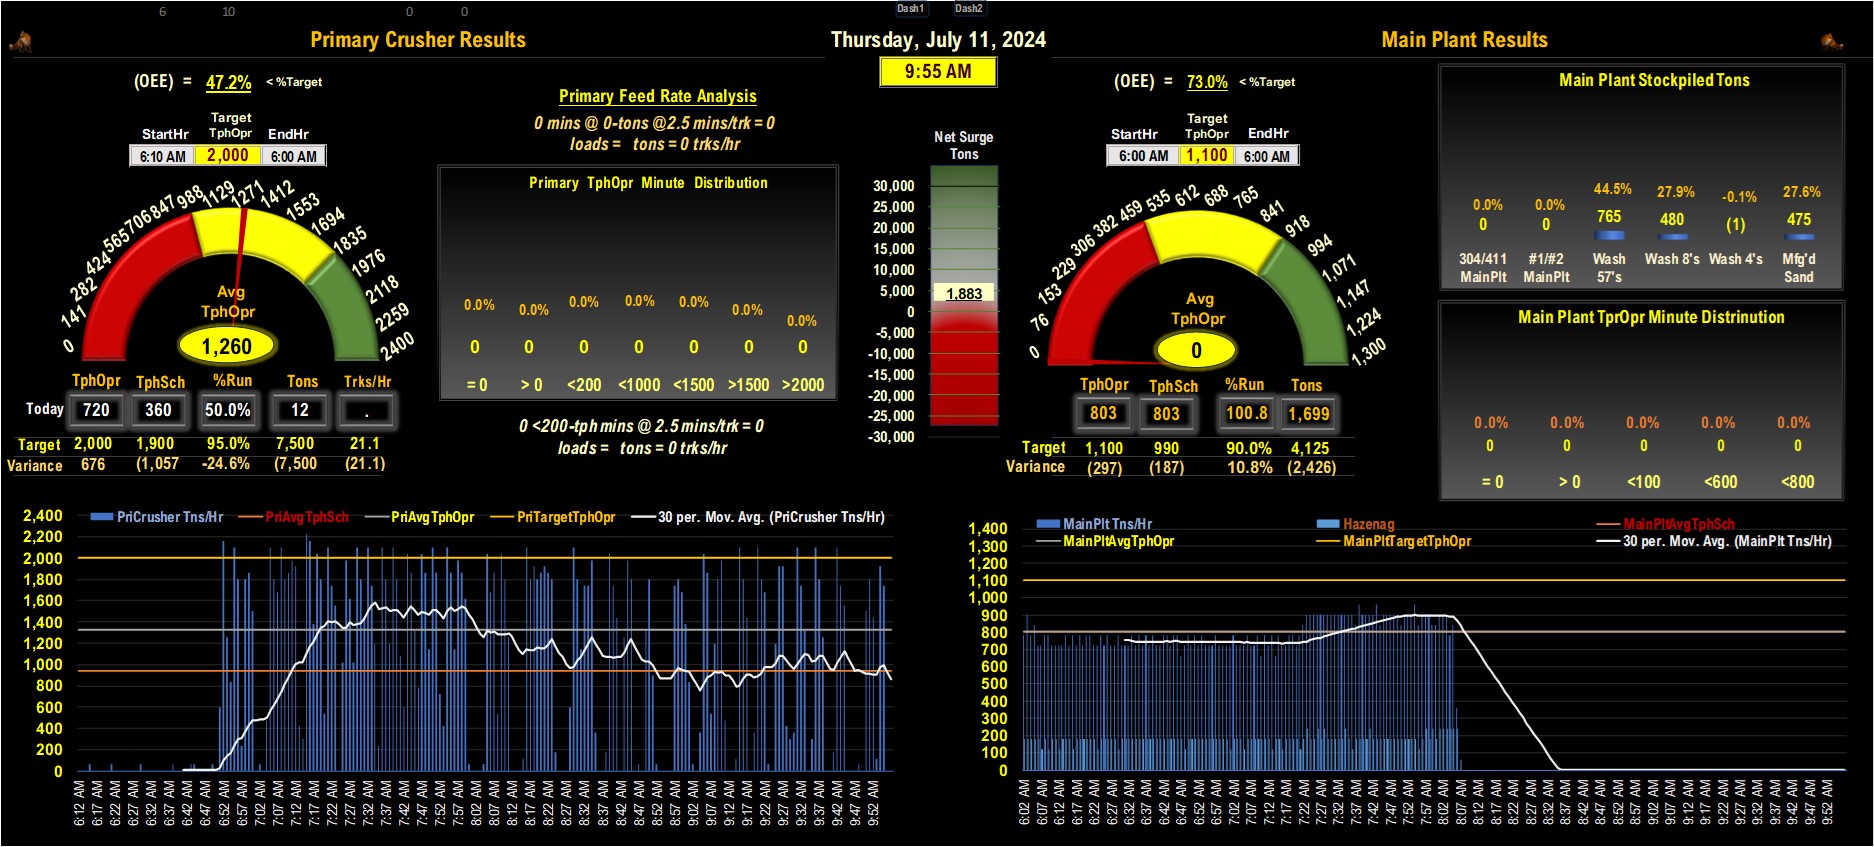 6 10 0 0 Dash1 Dash2
Primary Crusher Results
Thursday, July 11, 2024
Main Plant Results
9:55 AM
(OEE) = 47.2% < %Target
Target
StartHr TphOpr EndHr
6:10 AM 2,000 6:00 AM
0 141 282 424 565 706 847 988 1129 1271 1412 1553 1694 1835 1976 2118 2259 2400
Avg
TphOpr
1,260
TphOpr TphSch %Run Tons Trks/Hr
Today 720 360 50.0% 12 .
Target 2,000 1,900 95.0% 7,500 21.1
Variance 676 (1,057 -24.6% (7,500 (21.1)
Primary Feed Rate Analysis
0 mins @ 0-tons @2.5 mins/trk = 0
loads = tons = 0 trks/hr
Primary TphOpr Minute Distribution
0.0% 0.0% 0.0% 0.0% 0.0% 0.0% 0.0%
0 0 0 0 0 0 0
= 0 > 0 <200 <1000 <1500 >1500 >2000
0 <200-tph mins @ 2.5 mins/trk = 0
loads = tons = 0 trks/hr
Net Surge
Tons
30,000
25,000
20,000
15,000
10,000
5,000
1,883
0
-5,000
-10,000
-15,000
-20,000
-25,000
-30,000
(OEE) = 73.0% < %Target
Target
StartHr TphOpr EndHr
6:00 AM 1,100 6:00 AM
0 76 153 229 306 382 459 535 612 688 765 841 918 994 1,071 1,147 1,224 1,300
Avg
TphOpr
0
TphOpr TphSch %Run Tons
803 803 100.8 1,699
Target 1,100 990 90.0% 4,125
Variance (297) (187) 10.8% (2,426)
Main Plant Stockpiled Tons
0.0% 0.0% 44.5% 27.9% -0.1% 27.6%
0 0 765 480 (1) 475
304/411 #1/#2 Wash Wash 8's Wash 4's Mfg'd
MainPlt MainPlt 57's Sand
Main Plant TprOpr Minute Distrinution
0.0% 0.0% 0.0% 0.0% 0.0%
0 0 0 0 0
= 0 > 0 <100 <600 <800
PriCrusher Tns/Hr PriAvgTphSch PriAvgTphOpr PriTargetTphOpr 30 per. Mov. Avg. (PriCrusher Tns/Hr)
2,400
2,200
2,000
1,800
1,600
1,400
1,200
1,000
800
600
400
200
0
6:12 AM 6:17 AM 6:22 AM 6:27 AM 6:32 AM 6:37 AM 6:42 AM 6:47 AM 6:52 AM 6:57 AM 7:02 AM 7:07 AM 7:12 AM 7:17 AM 7:22 AM 7:27 AM 7:32 AM 7:37 AM 7:42 AM 7:47 AM 7:52 AM 7:57 AM 8:02 AM 8:07 AM 8:12 AM 8:17 AM 8:22 AM 8:27 AM 8:32 AM 8:37 AM 8:42 AM 8:47 AM 8:52 AM 8:57 AM 9:02 AM 9:07 AM 9:12 AM 9:17 AM 9:22 AM 9:27 AM 9:32 AM 9:37 AM 9:42 AM 9:47 AM 9:52 AM
MainPlt Tns/Hr Hazenag MainPltAvgTphSch
MainPltAvgTphOpr MainPltTargetTphOpr 30 per. Mov. Avg. (MainPlt Tns/Hr)
1,400
1,300
1,200
1,100
1,000
900
800
700
600
500
400
300
200
100
0
6:02 AM 6:07 AM 6:12 AM 6:17 AM 6:22 AM 6:27 AM 6:32 AM 6:37 AM 6:42 AM 6:47 AM 6:52 AM 6:57 AM 7:02 AM 7:07 AM 7:12 AM 7:17 AM 7:22 AM 7:27 AM 7:32 AM 7:37 AM 7:42 AM 7:47 AM 7:52 AM 7:57 AM 8:02 AM 8:07 AM 8:12 AM 8:17 AM 8:22 AM 8:27 AM 8:32 AM 8:37 AM 8:42 AM 8:47 AM 8:52 AM 8:57 AM 9:02 AM 9:07 AM 9:12 AM 9:17 AM 9:22 AM 9:27 AM 9:32 AM 9:37 AM 9:42 AM 9:47 AM 9:52 AM